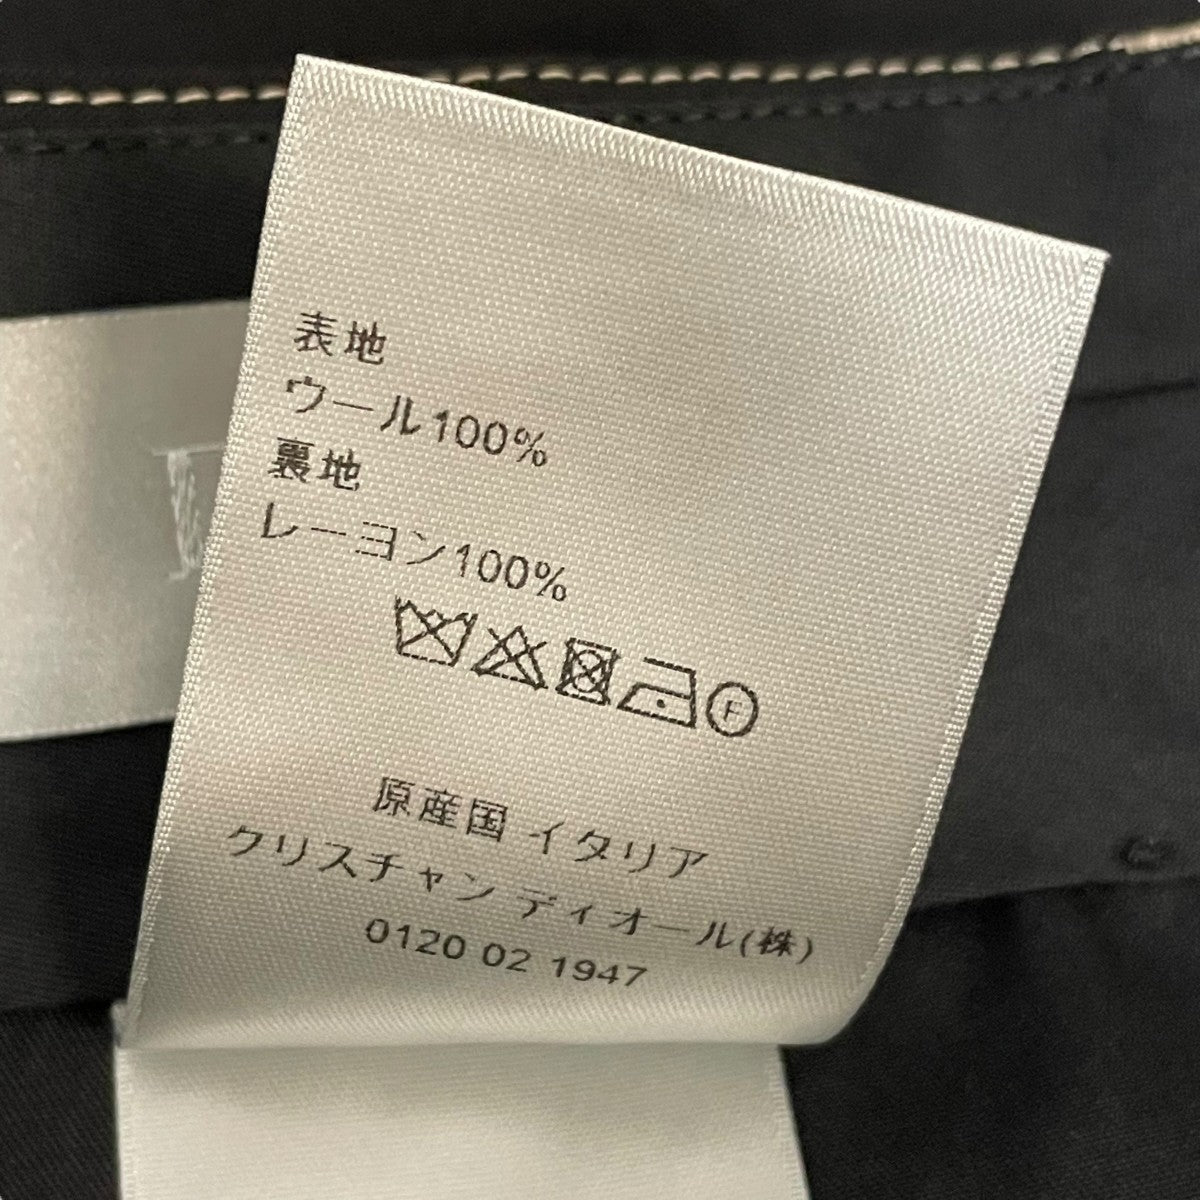 表地
ウール100%
裏地
レーヨン100%
F
原産国 イタリア
クリスチャン ディオール(株)
0120 02 1947